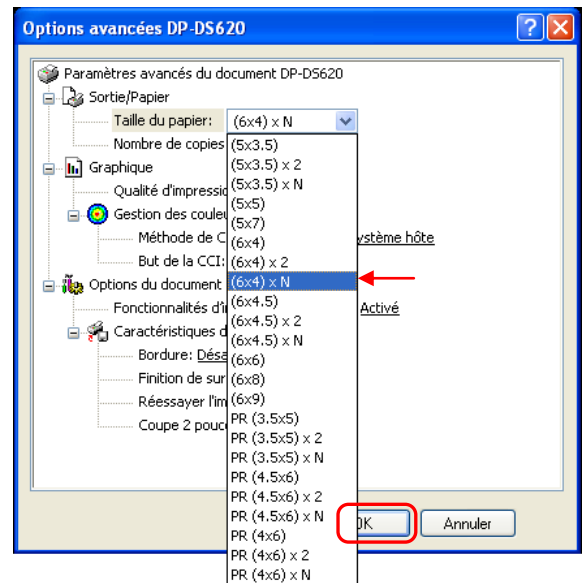 Options avancées DP-DS620
Paramètres avancés du document DP-DS620
Sortie/Papier
Taille du papier: (6x4) x N
Nombre de copies
(5x3.5)
(5x3.5) x 2
(5x3.5) x N
(5x5)
(5x7)
(6x4)
(6x4) x 2
(6x4) x N
(6x4.5)
(6x4.5) x 2
(6x4.5) x N
(6x6)
(6x8)
(6x9)
PR (3.5x5)
PR (3.5x5) x 2
PR (3.5x5) x N
PR (4.5x6)
PR (4.5x6) x 2
PR (4.5x6) x N
PR (4x6)
PR (4x6) x 2
PR (4x6) x N
Graphique
Qualité d'impressio
Gestion des couleu
Méthode de C ystème hôte
But de la CCI:
Options du document
Fonctionnalités d'i Activé
Caractéristiques d
Bordure: Désa
Finition de sur
Réessayer l'im
Coupe 2 pouc
OK Annuler